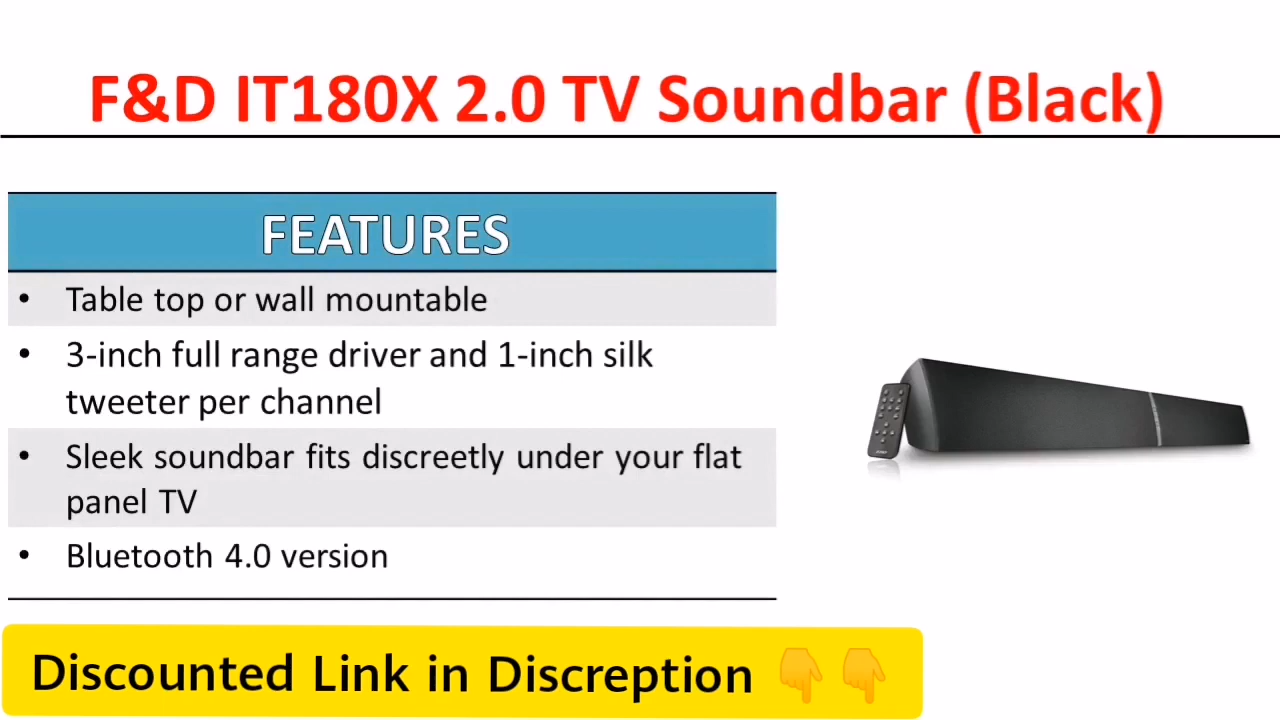 F&D IT180X 2.0 TV Soundbar (Black)
FEATURES
• Table top or wall mountable
• 3-inch full range driver and 1-inch silk
tweeter per channel
• Sleek soundbar fits discreetly under your flat
panel TV
• Bluetooth 4.0 version
Discounted Link in Discreption 👇👇